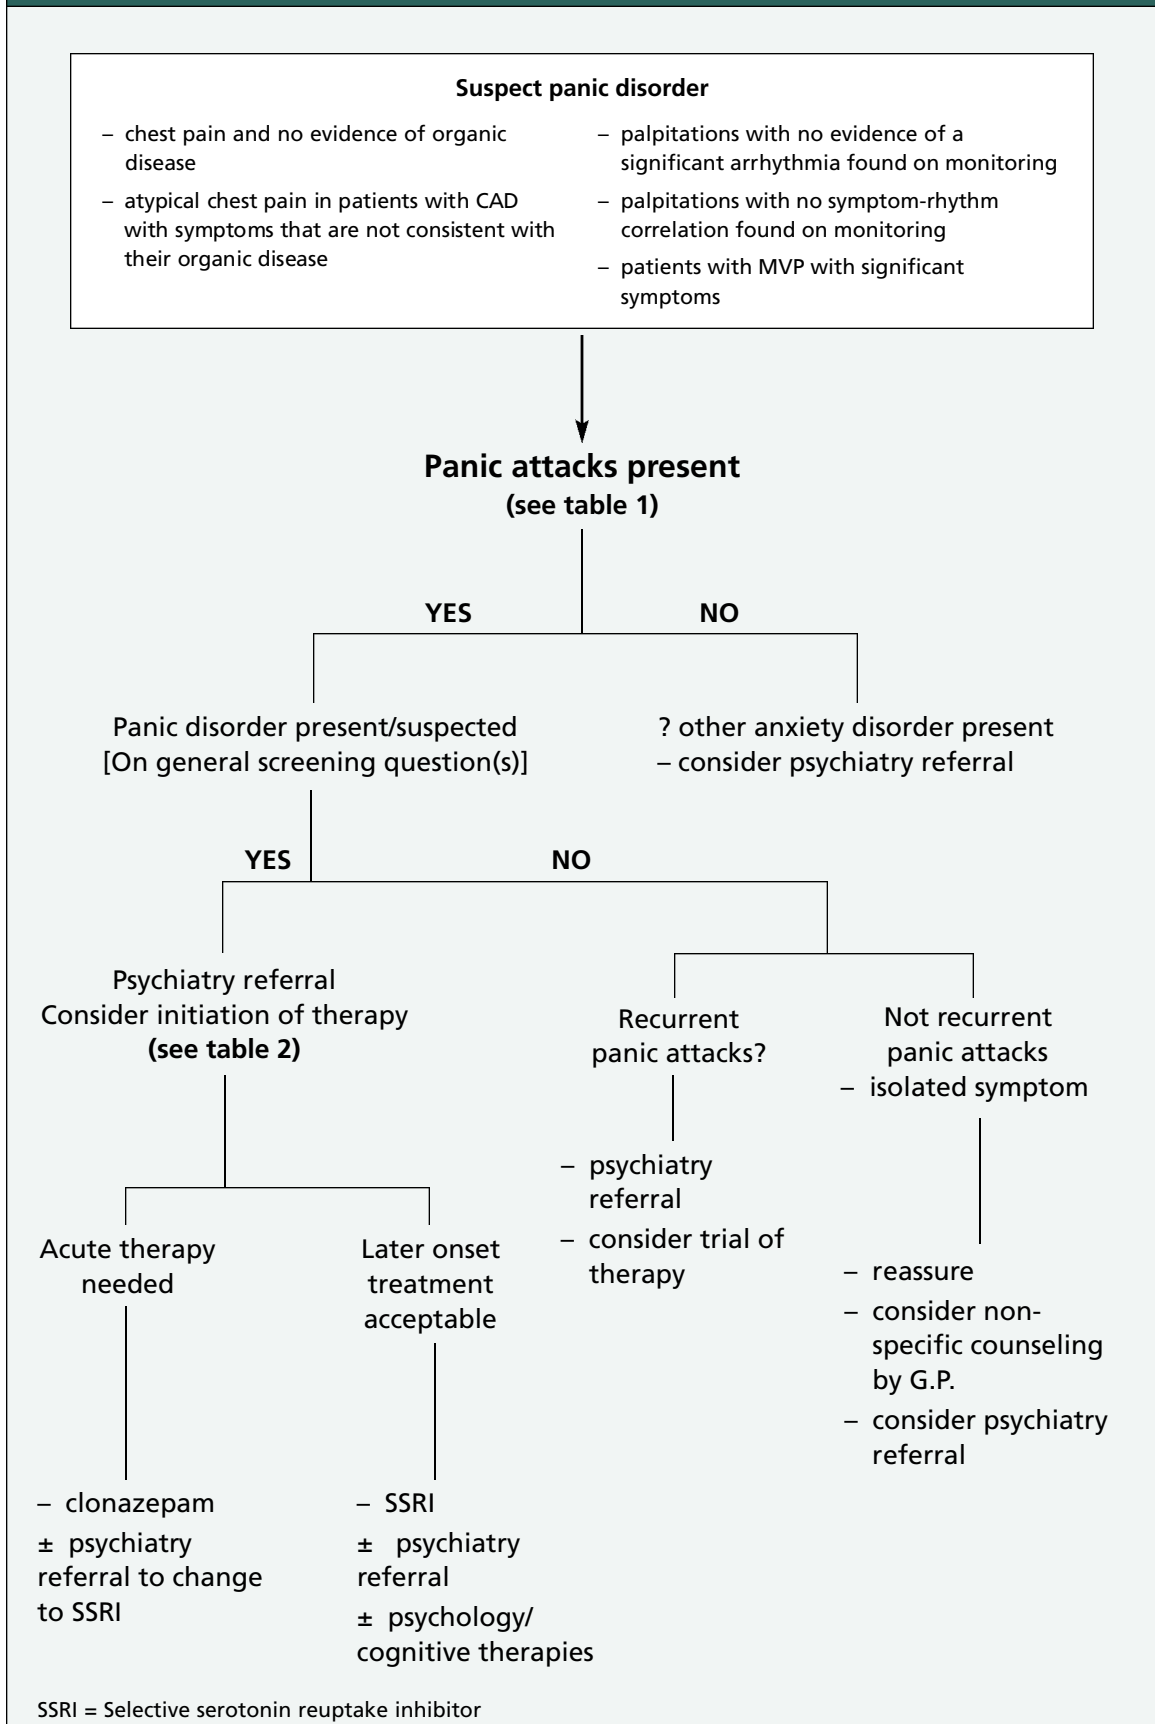 Suspect panic disorder
– chest pain and no evidence of organic
disease
– atypical chest pain in patients with CAD
with symptoms that are not consistent with
their organic disease
– palpitations with no evidence of a
significant arrhythmia found on monitoring
– palpitations with no symptom-rhythm
correlation found on monitoring
– patients with MVP with significant
symptoms
Panic attacks present
(see table 1)
YES
NO
Panic disorder present/suspected
[On general screening question(s)]
? other anxiety disorder present
– consider psychiatry referral
YES
NO
Psychiatry referral
Consider initiation of therapy
(see table 2)
Recurrent
panic attacks?
Not recurrent
panic attacks
– isolated symptom
– psychiatry
referral
– consider trial of
therapy
Acute therapy
needed
Later onset
treatment
acceptable
– reassure
– consider non-
specific counseling
by G.P.
– consider psychiatry
referral
– clonazepam
± psychiatry
referral to change
to SSRI
– SSRI
± psychiatry
referral
± psychology/
cognitive therapies
SSRI = Selective serotonin reuptake inhibitor